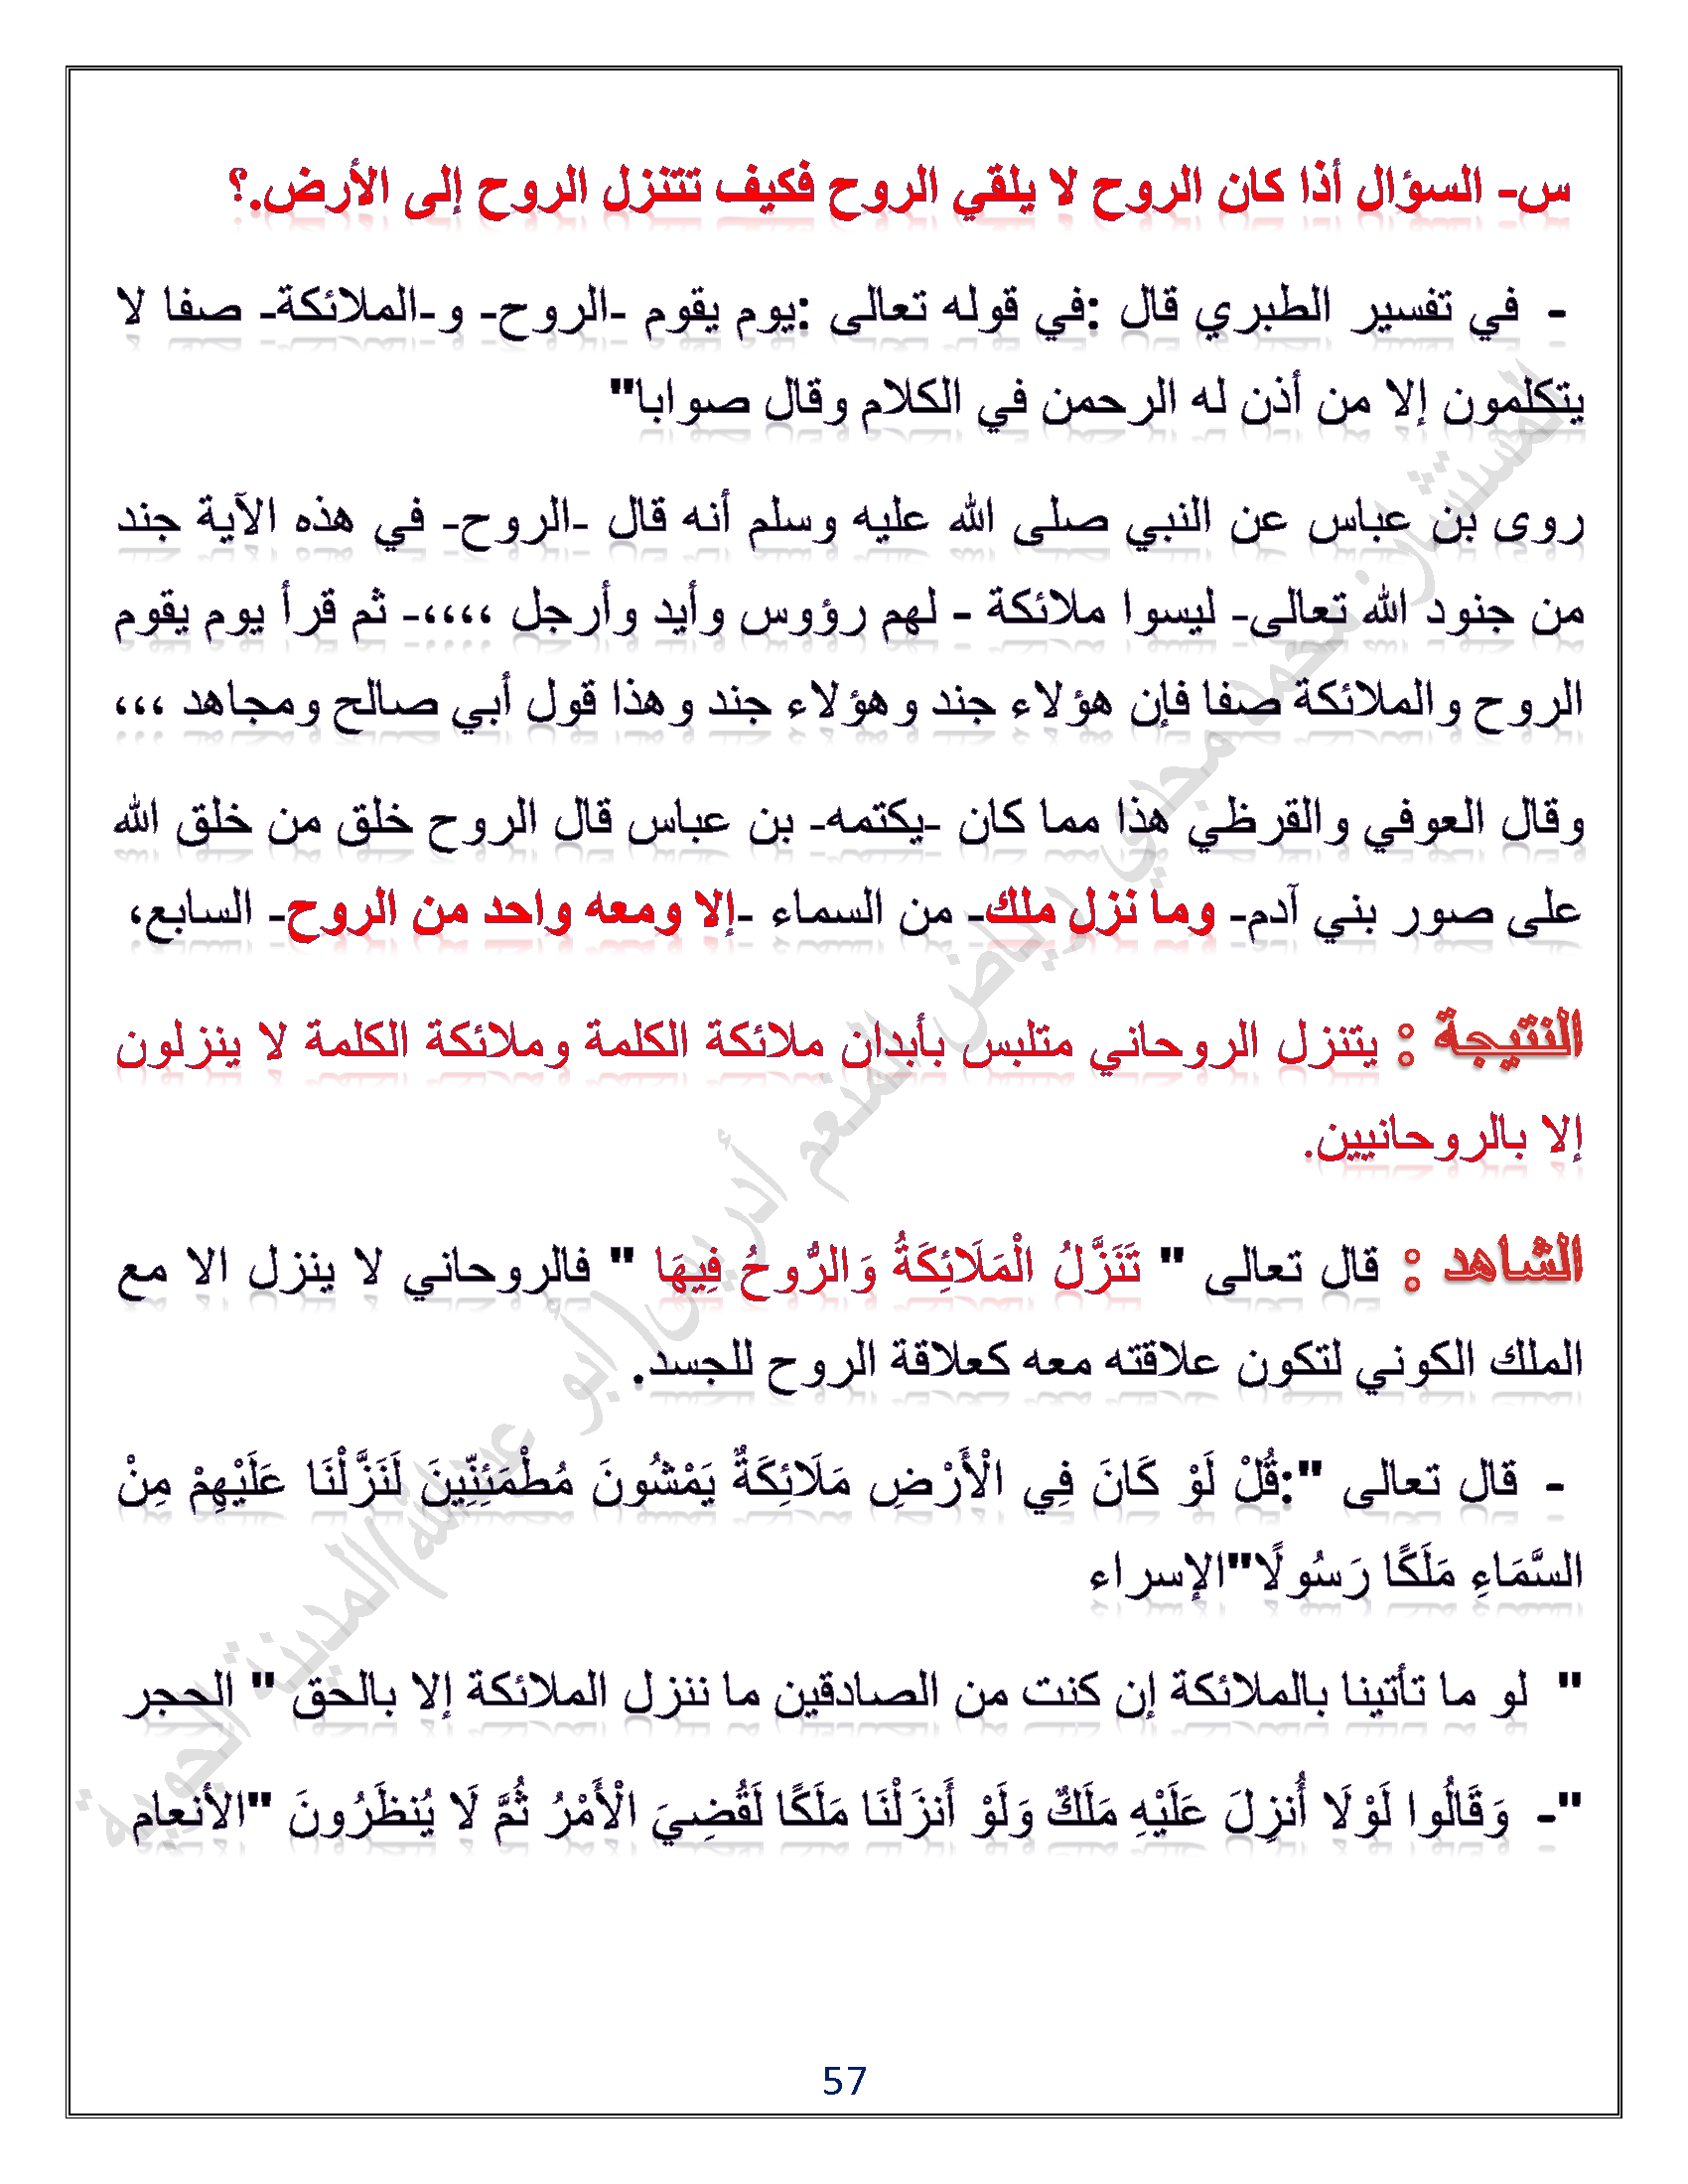 س- السؤال أذا كان الروح لا يلقي الروح فكيف تتنزل الروح إلى الأرض.؟
- في تفسير الطبري قال :في قوله تعالى :يوم يقوم -الروح- و-الملائكة- صفا لا
يتكلمون إلا من أذن له الرحمن في الكلام وقال صوابا"
روى بن عباس عن النبي صلى الله عليه وسلم أنه قال -الروح- في هذه الآية جند
من جنود الله تعالى- ليسوا ملائكة - لهم رؤوس وأيد وأرجل ،،،،- ثم قرأ يوم يقوم
الروح والملائكة صفا فإن هؤلاء جند وهؤلاء جند وهذا قول أبي صالح ومجاهد ،،،
وقال العوفي والقرظي هذا مما كان -يكتمه- بن عباس قال الروح خلق من خلق الله
على صور بني آدم- وما نزل ملك- من السماء -إلا ومعه واحد من الروح- السابع،
النتيجة : يتنزل الروحاني متلبس بأبدان ملائكة الكلمة وملائكة الكلمة لا ينزلون
إلا بالروحانيين.
الشاهد : قال تعالى " تَنَزَّلُ الْمَلَائِكَةُ وَالرُّوحُ فِيهَا " فالروحاني لا ينزل الا مع
الملك الكوني لتكون علاقته معه كعلاقة الروح للجسد.
- قال تعالى ":قُلْ لَوْ كَانَ فِي الْأَرْضِ مَلَائِكَةٌ يَمْشُونَ مُطْمَئِنِّينَ لَنَزَّلْنَا عَلَيْهِمْ مِنْ
السَّمَاءِ مَلَكًا رَسُولًا"الإسراء
" لو ما تأتينا بالملائكة إن كنت من الصادقين ما ننزل الملائكة إلا بالحق " الحجر
"- وَقَالُوا لَوْلَا أُنزِلَ عَلَيْهِ مَلَكٌ وَلَوْ أَنزَلْنَا مَلَكًا لَقُضِيَ الْأَمْرُ ثُمَّ لَا يُنظَرُونَ "الأنعام
57
المستشار. محمد مجدي رياض المنعم أدريس(أبو عبدالله)المدينة الجوية